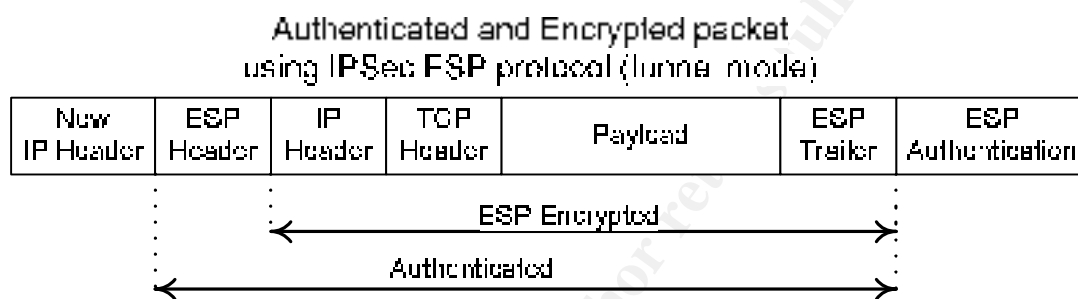 Authenticated and Encrypted packet
using IPSec ESP protocol (tunnel mode)
New IP Header
ESP Header
IP Header
TCP Header
Payload
ESP Trailer
ESP Authentication
ESP Encrypted
Authenticated